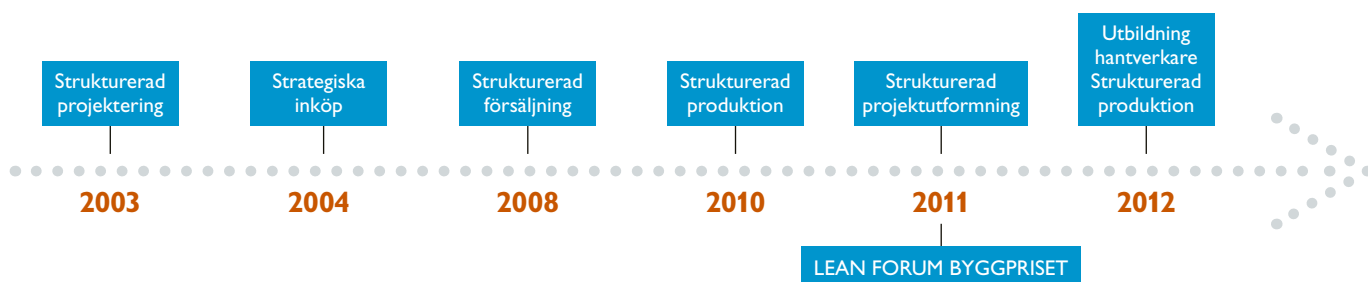 Strukturerad
projektering
Strategiska
inköp
Strukturerad
försäljning
Strukturerad
produktion
Strukturerad
projektutformning
Utbildning
hantverkare
Strukturerad
produktion
2003
2004
2008
2010
2011
2012
LEAN FORUM BYGGPRISET